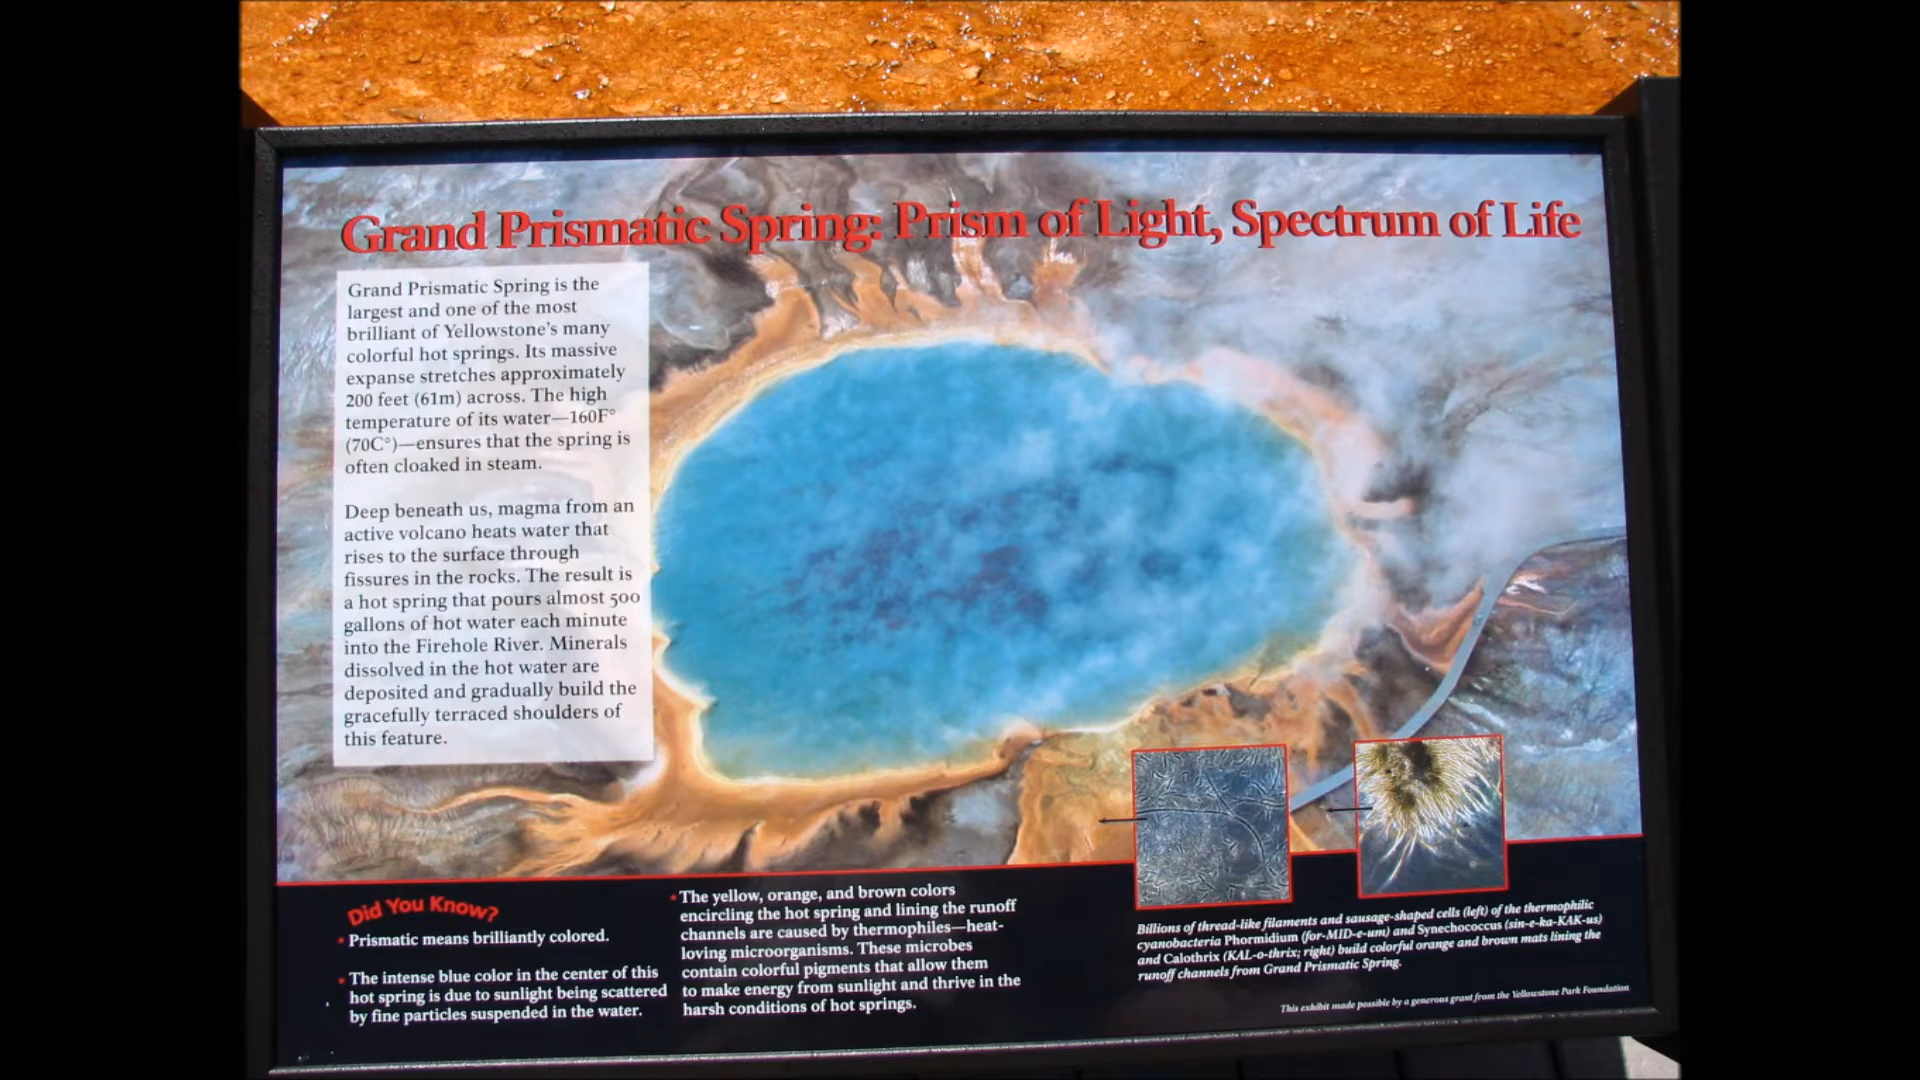 Grand Prismatic Spring: Prism of Light, Spectrum of Life
Grand Prismatic Spring is the
largest and one of the most
brilliant of Yellowstone's many
colorful hot springs. Its massive
expanse stretches approximately
200 feet (61m) across. The high
temperature of its water—160F°
(70C°)—ensures that the spring is
often cloaked in steam.
Deep beneath us, magma from an
active volcano heats water that
rises to the surface through
fissures in the rocks. The result is
a hot spring that pours almost 500
gallons of hot water each minute
into the Firehole River. Minerals
dissolved in the hot water are
deposited and gradually build the
gracefully terraced shoulders of
this feature.
Did You Know?
• Prismatic means brilliantly colored.
• The intense blue color in the center of this
hot spring is due to sunlight being scattered
by fine particles suspended in the water.
• The yellow, orange, and brown colors
encircling the hot spring and lining the runoff
channels are caused by thermophiles—heat-
loving microorganisms. These microbes
contain colorful pigments that allow them
to make energy from sunlight and thrive in the
harsh conditions of hot springs.
Billions of thread-like filaments and sausage-shaped cells (left) of the thermophilic
cyanobacteria Phormidium (for-MID-e-um) and Synechococcus (sin-e-ka-KAK-us)
and Calothrix (KAL-o-thrix; right) build colorful orange and brown mats lining the
runoff channels from Grand Prismatic Spring.
This exhibit made possible by a generous grant from the Yellowstone Park Foundation